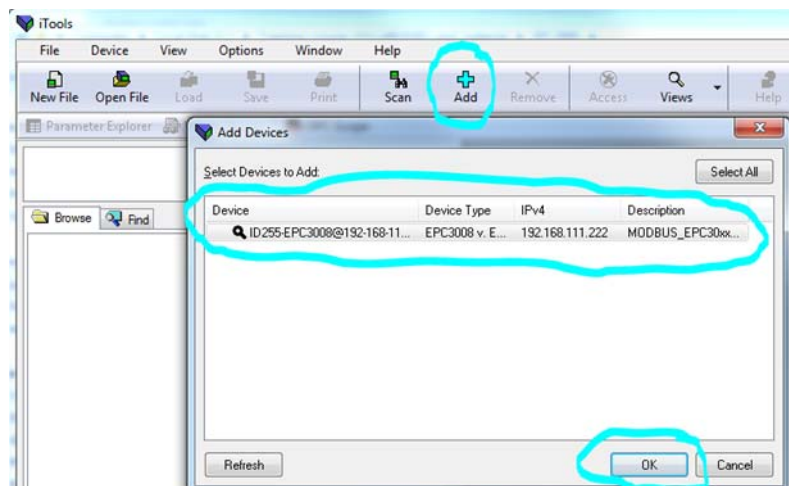 iTools
File Device View Options Window Help
New File Open File Load Save Print Scan Add Remove Access Views Help
Parameter Explorer
Add Devices
Select Devices to Add:
Select All
Browse Find
Device Device Type IPv4 Description
ID255-EPC3008@192-168-11... EPC3008 v. E... 192.168.111.222 MODBUS_EPC30xx...
Refresh OK Cancel